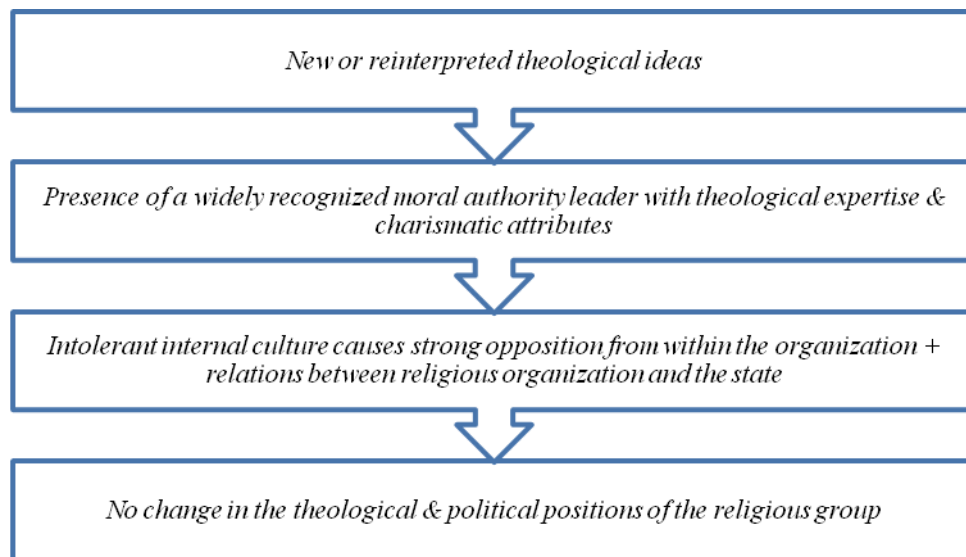 New or reinterpreted theological ideas
Presence of a widely recognized moral authority leader with theological expertise &
charismatic attributes
Intolerant internal culture causes strong opposition from within the organization +
relations between religious organization and the state
No change in the theological & political positions of the religious group